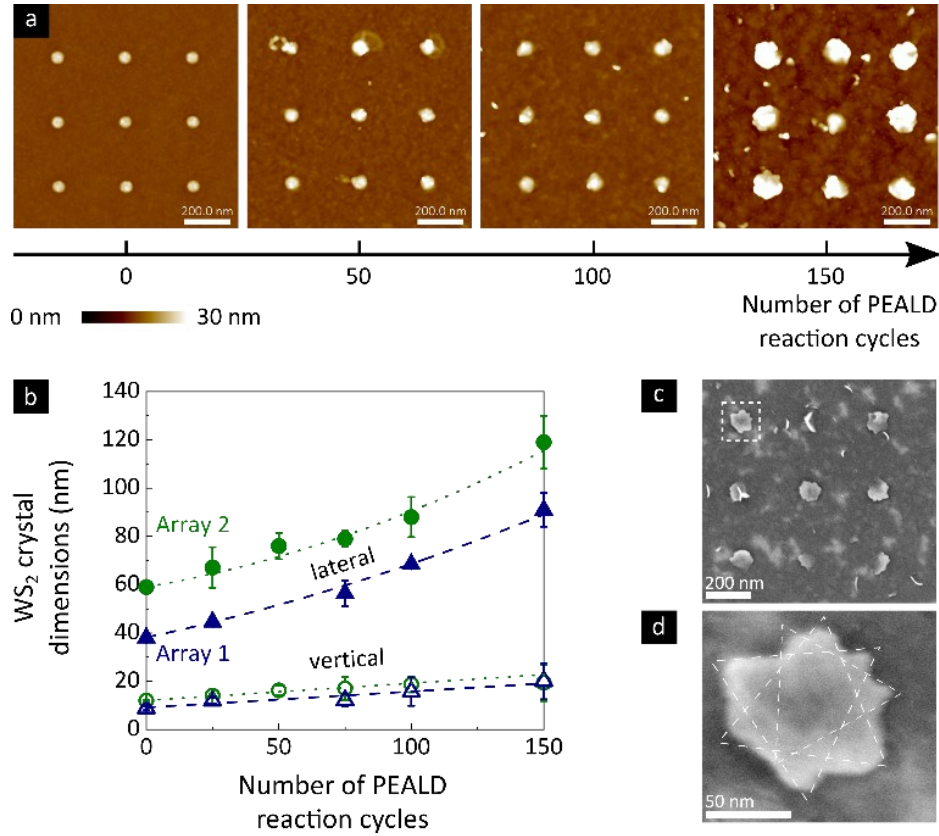 a
200.0 nm
200.0 nm
200.0 nm
200.0 nm
0
50
100
150
0 nm
30 nm
Number of PEALD
reaction cycles
b
140
120
100
80
60
40
20
0
WS2 crystal
dimensions (nm)
Array 2
lateral
Array 1
vertical
0
50
100
150
Number of PEALD
reaction cycles
c
200 nm
d
50 nm